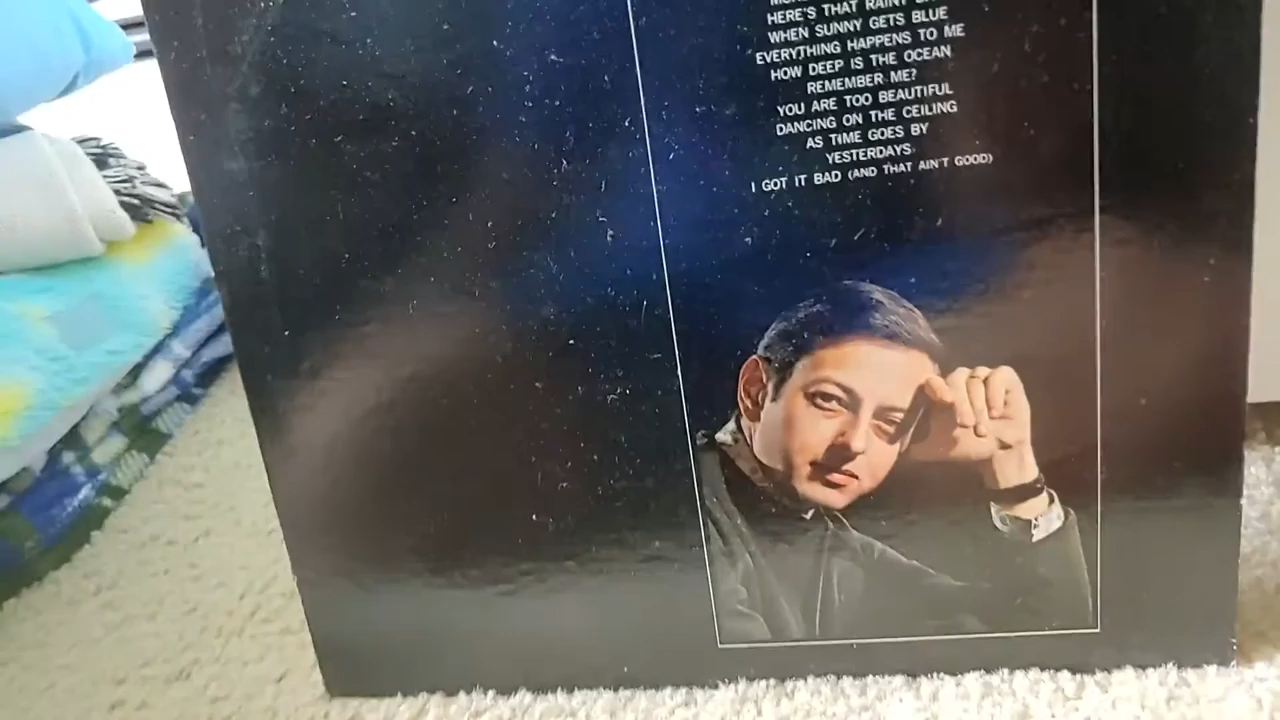 HERE'S THAT RAINY
WHEN SUNNY GETS BLUE
EVERYTHING HAPPENS TO ME
HOW DEEP IS THE OCEAN
REMEMBER ME?
YOU ARE TOO BEAUTIFUL
DANCING ON THE CEILING
AS TIME GOES BY
YESTERDAYS
I GOT IT BAD (AND THAT AIN'T GOOD)